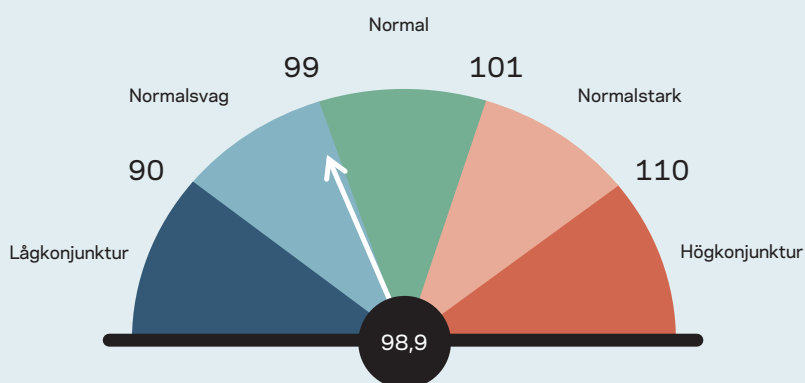 Normal
99
101
Normalsvag
Normalstark
90
110
Lågkonjunktur
Högkonjunktur
98,9